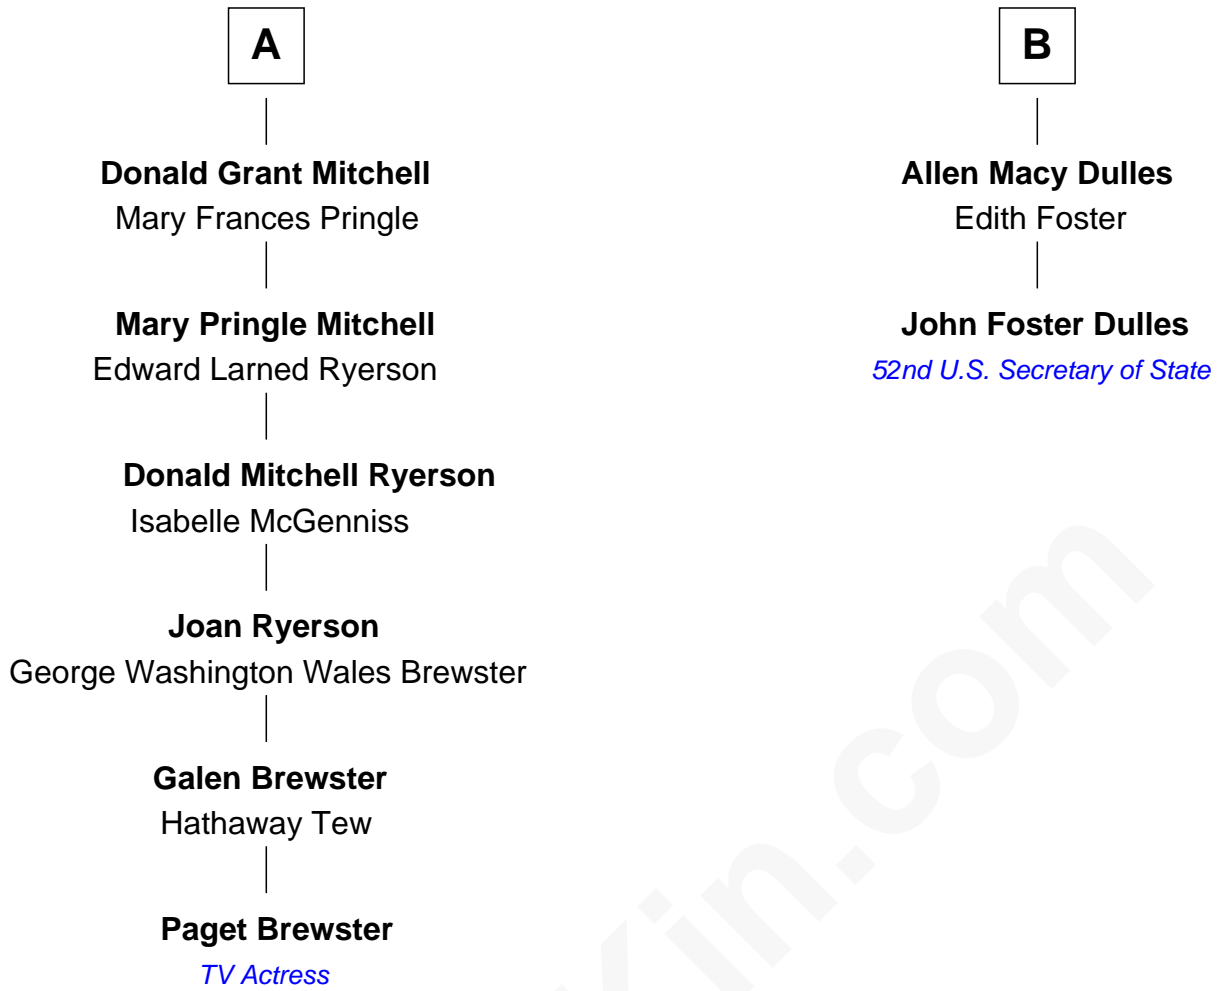 A
Donald Grant Mitchell
Mary Frances Pringle
Mary Pringle Mitchell
Edward Larned Ryerson
Donald Mitchell Ryerson
Isabelle McGenniss
Joan Ryerson
George Washington Wales Brewster
Galen Brewster
Hathaway Tew
Paget Brewster
TV Actress
B
Allen Macy Dulles
Edith Foster
John Foster Dulles
52nd U.S. Secretary of State
in.com